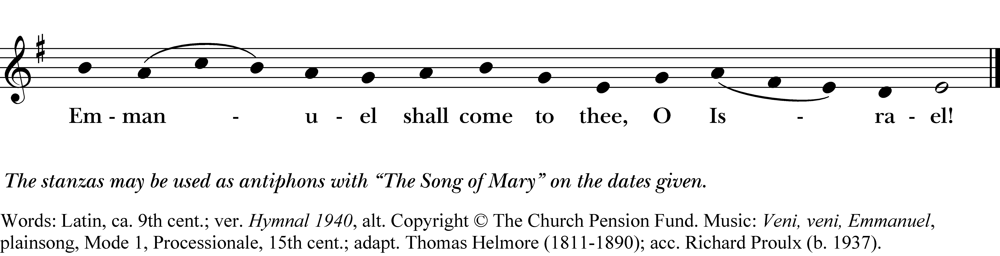 Em - man - u - el shall come to thee, O Is - ra - el!
The stanzas may be used as antiphons with “The Song of Mary” on the dates given.
Words: Latin, ca. 9th cent.; ver. Hymnal 1940, alt. Copyright © The Church Pension Fund. Music: Veni, veni, Emmanuel,
plainsong, Mode 1, Processionale, 15th cent.; adapt. Thomas Helmore (1811-1890); acc. Richard Proulx (b. 1937).